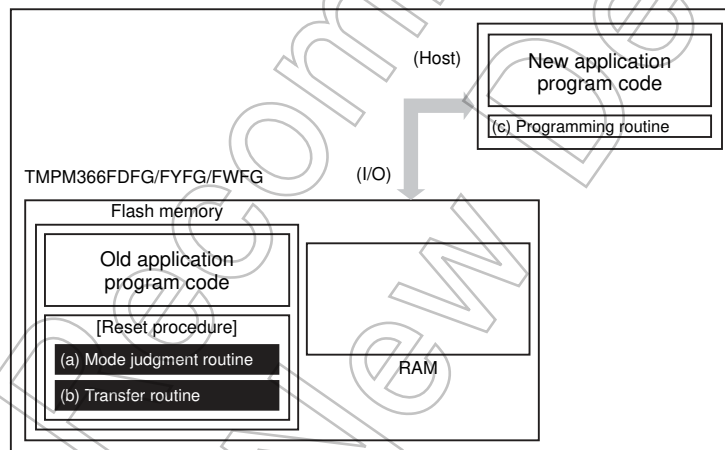 (Host)
New application
program code
(c) Programming routine
TMPM366FDFG/FYFG/FWFG
(I/O)
Flash memory
Old application
program code
[Reset procedure]
(a) Mode judgment routine
(b) Transfer routine
RAM